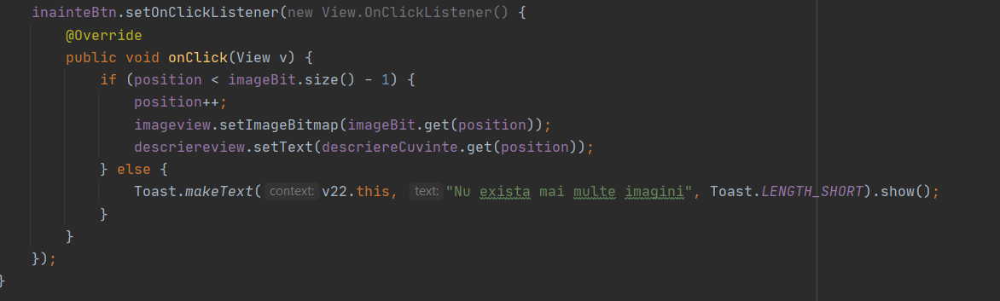 inainteBtn.setOnClickListener(new View.OnClickListener() {
    @Override
    public void onClick(View v) {
        if (position < imageBit.size() - 1) {
            position++;
            imageview.setImageBitmap(imageBit.get(position));
            descriereview.setText(descriereCuvinte.get(position));
        } else {
            Toast.makeText( context: v22.this,  text: "Nu exista mai multe imagini", Toast.LENGTH_SHORT).show();
        }
    }
});
}